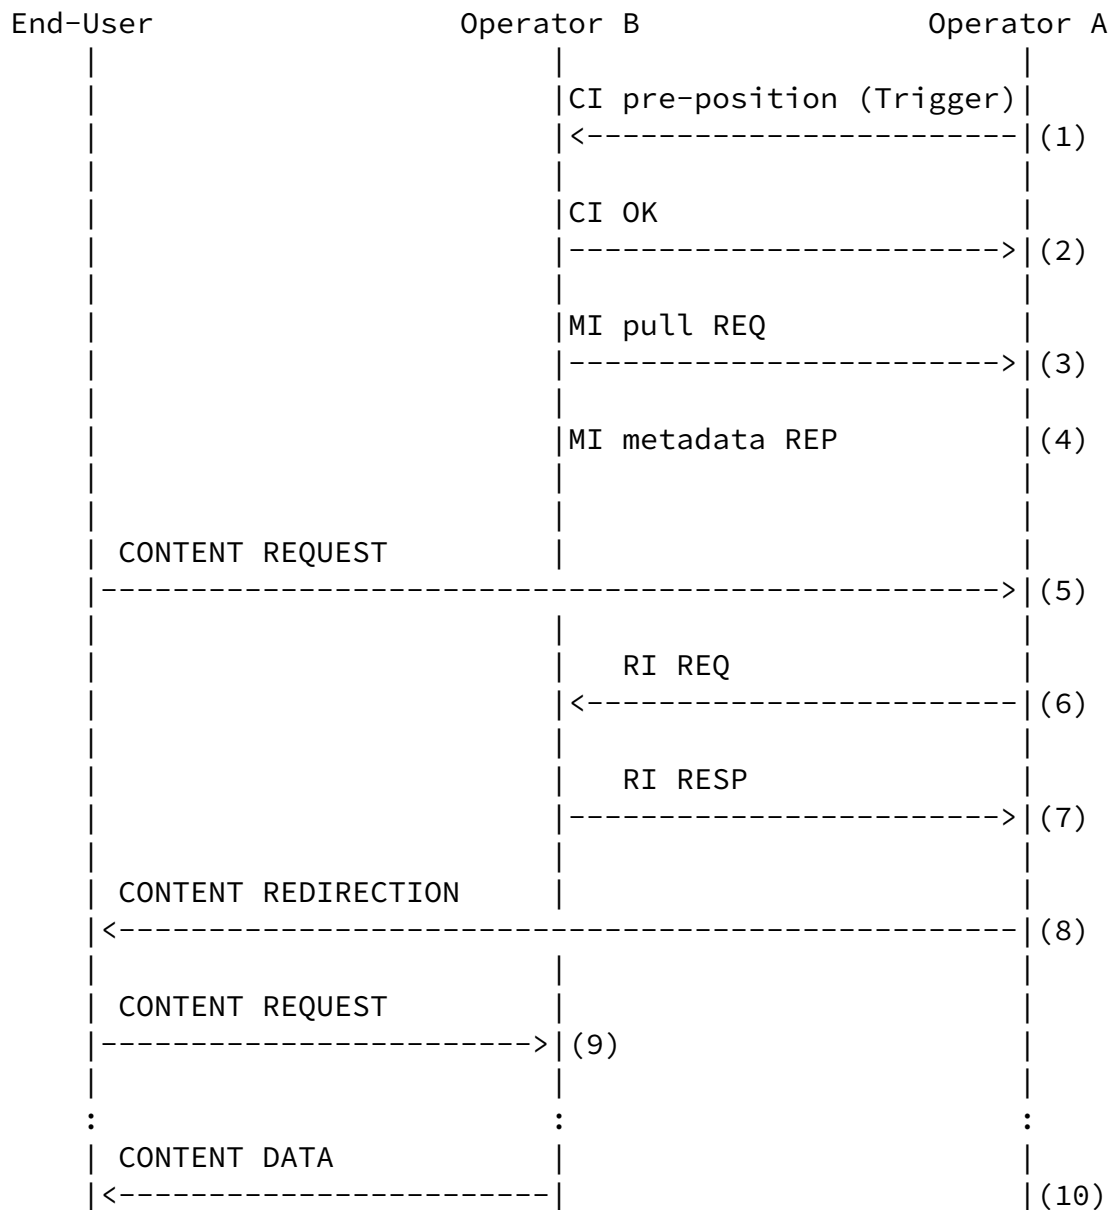 End-User Operator B Operator A
CI pre-position (Trigger)
(1)
CI OK
(2)
MI pull REQ
(3)
MI metadata REP (4)
CONTENT REQUEST
(5)
RI REQ
(6)
RI RESP
(7)
CONTENT REDIRECTION
(8)
CONTENT REQUEST
(9)
: : :
CONTENT DATA
(10)